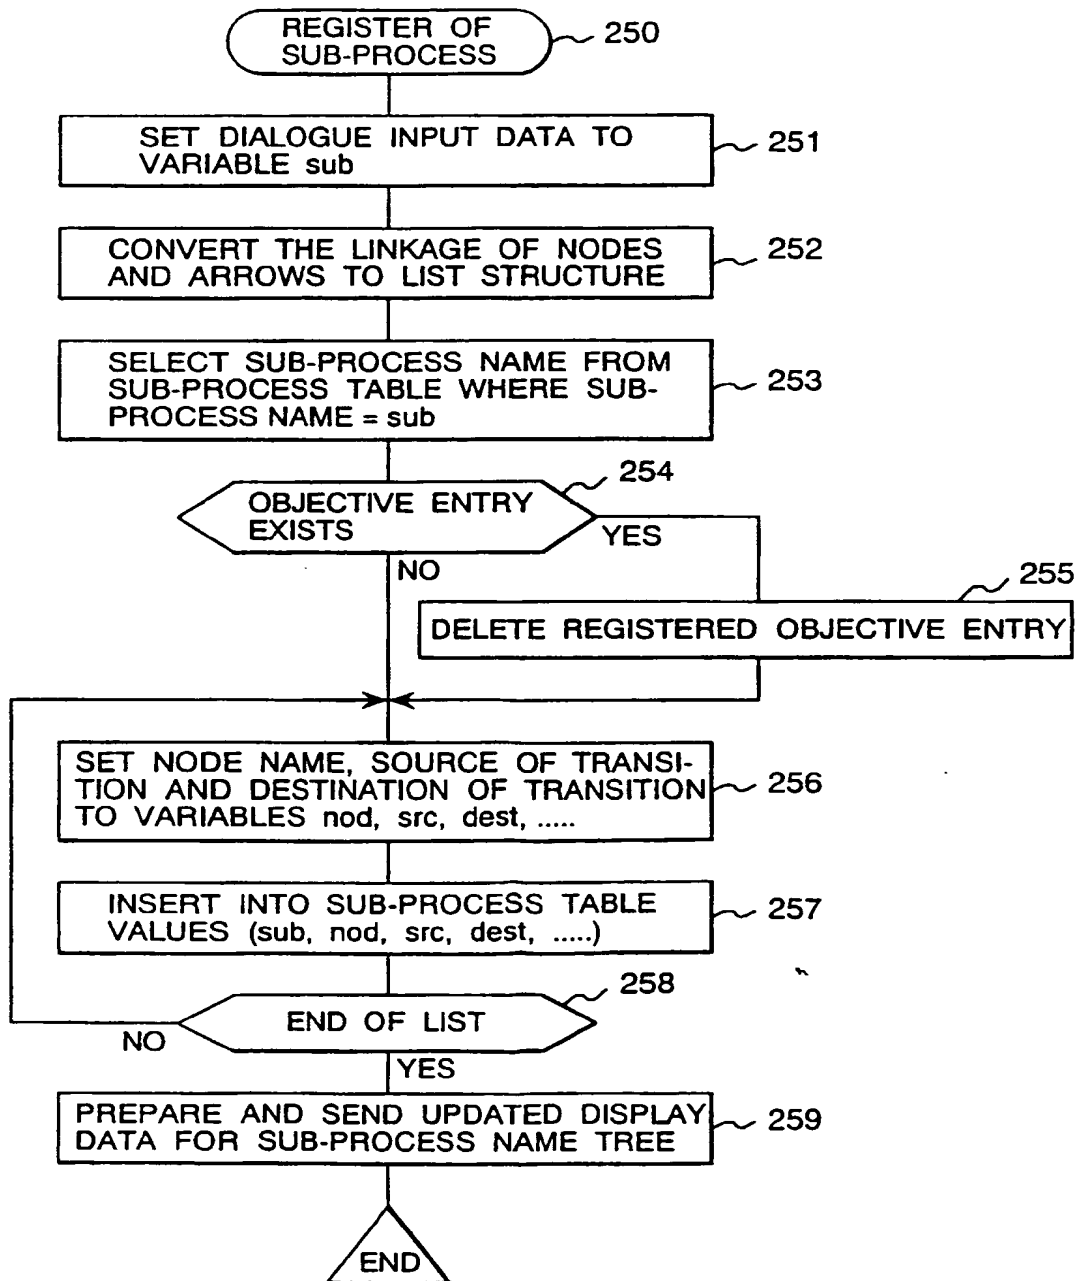 REGISTER OF
SUB-PROCESS
250
SET DIALOGUE INPUT DATA TO
VARIABLE sub
251
CONVERT THE LINKAGE OF NODES
AND ARROWS TO LIST STRUCTURE
252
SELECT SUB-PROCESS NAME FROM
SUB-PROCESS TABLE WHERE SUB-
PROCESS NAME = sub
253
254
OBJECTIVE ENTRY
EXISTS
YES
NO
255
DELETE REGISTERED OBJECTIVE ENTRY
SET NODE NAME, SOURCE OF TRANSI-
TION AND DESTINATION OF TRANSITION
TO VARIABLES nod, src, dest, .....
256
INSERT INTO SUB-PROCESS TABLE
VALUES (sub, nod, src, dest, .....)
257
258
END OF LIST
NO
YES
PREPARE AND SEND UPDATED DISPLAY
DATA FOR SUB-PROCESS NAME TREE
259
END